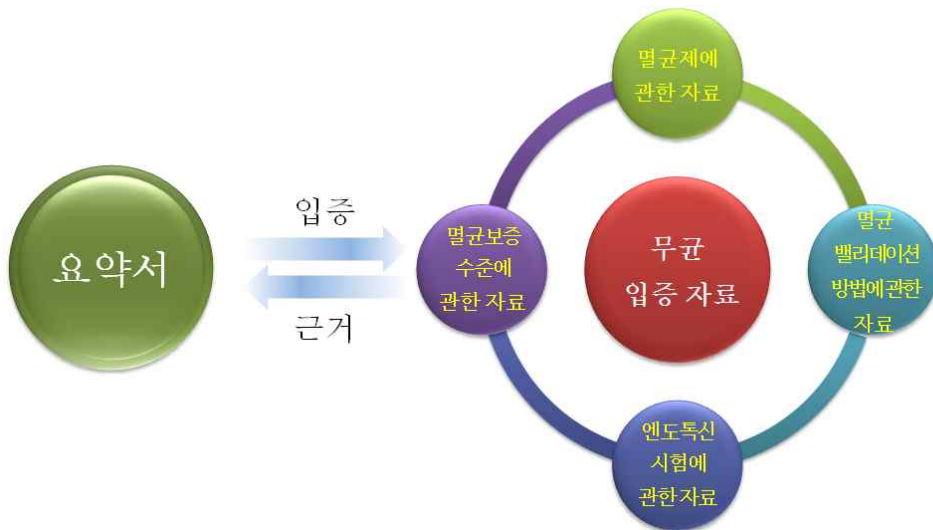 요약서
입증
근거
멸균제에
관한 자료
멸균보증
수준에
관한 자료
무균
입증 자료
멸균
밸리데이션
방법에 관한
자료
엔도톡신
시험에
관한 자료